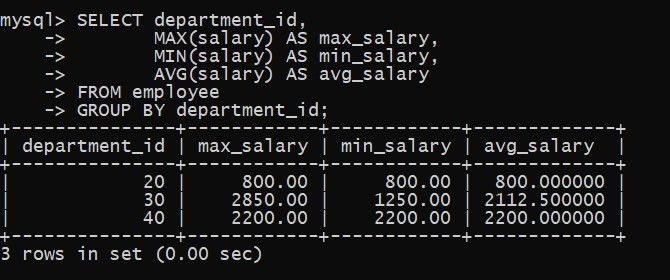 mysql> SELECT department_id,
    ->        MAX(salary) AS max_salary,
    ->        MIN(salary) AS min_salary,
    ->        AVG(salary) AS avg_salary
    -> FROM employee
    -> GROUP BY department_id;
+---------------+------------+------------+-------------+
| department_id | max_salary | min_salary | avg_salary  |
+---------------+------------+------------+-------------+
|            20 |     800.00 |     800.00 |  800.000000 |
|            30 |    2850.00 |    1250.00 | 2112.500000 |
|            40 |    2200.00 |    2200.00 | 2200.000000 |
+---------------+------------+------------+-------------+
3 rows in set (0.00 sec)